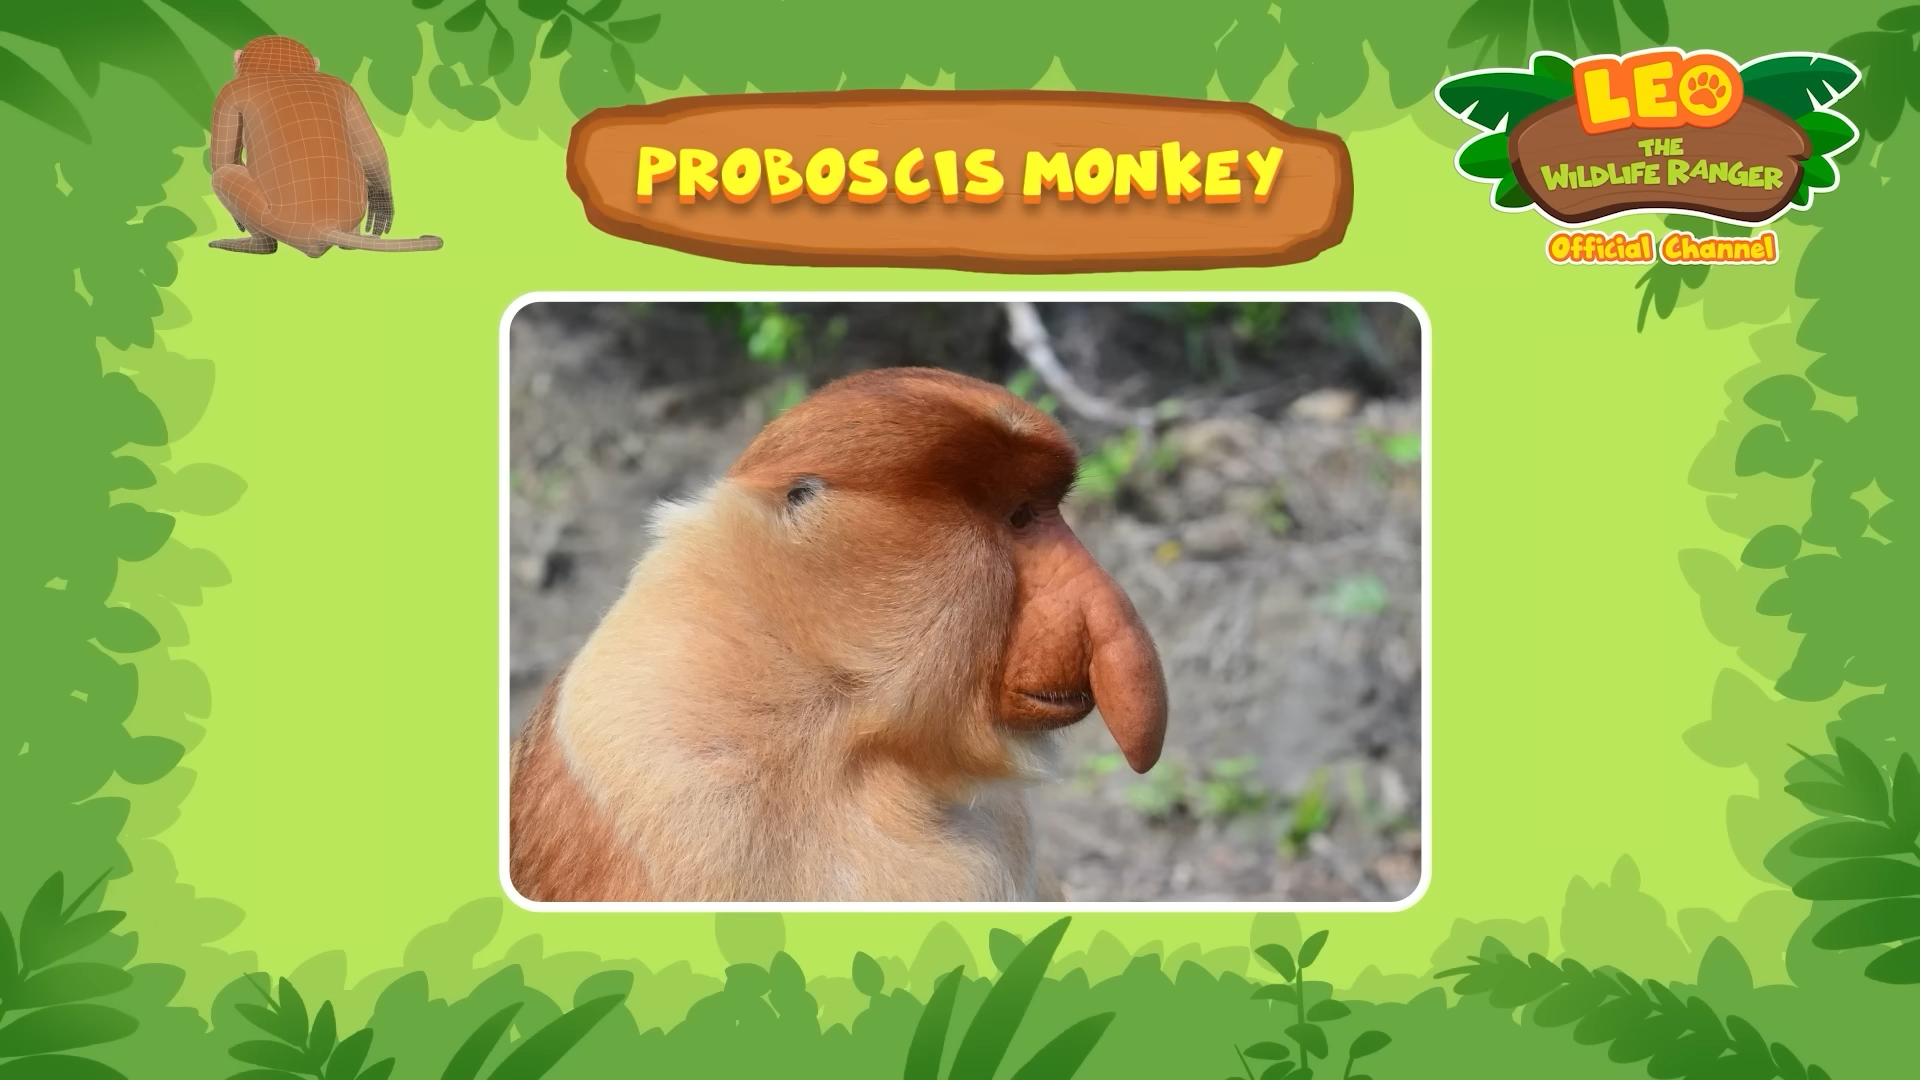 PROBOSCIS MONKEY
LEO
THE
WILDLIFE RANGER
Official Channel